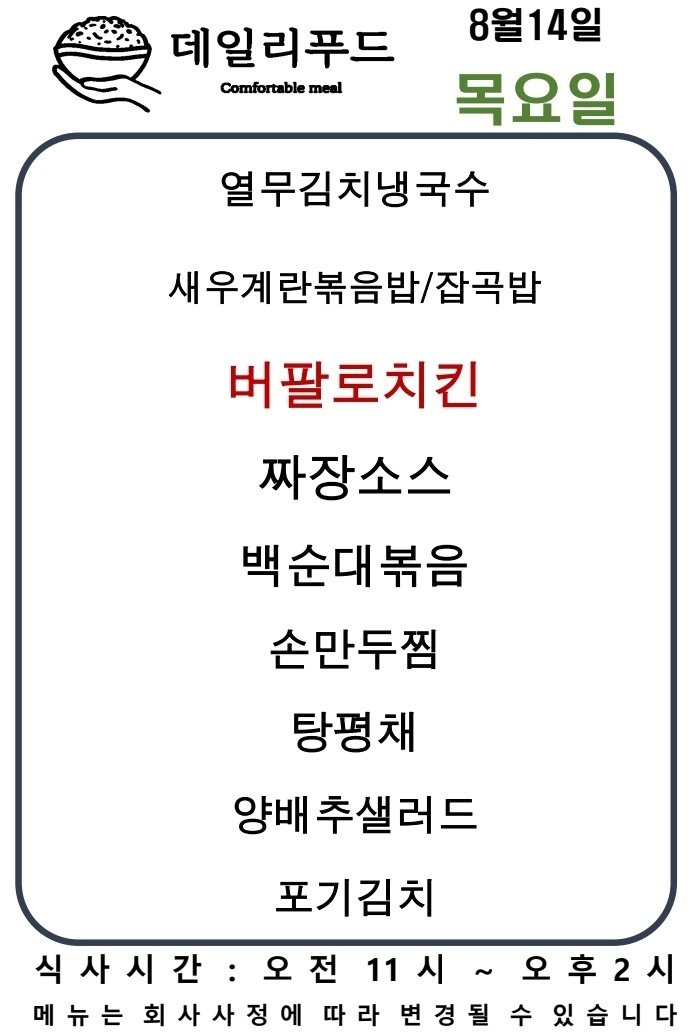 데일리푸드
Comfortable meal
8월14일
목요일
열무김치냉국수
새우계란볶음밥/잡곡밥
버팔로치킨
짜장소스
백순대볶음
손만두찜
탕평채
양배추샐러드
포기김치
식사시간 : 오전 11시 ~ 오후 2시
메뉴는 회사사정에 따라 변경될 수 있습니다